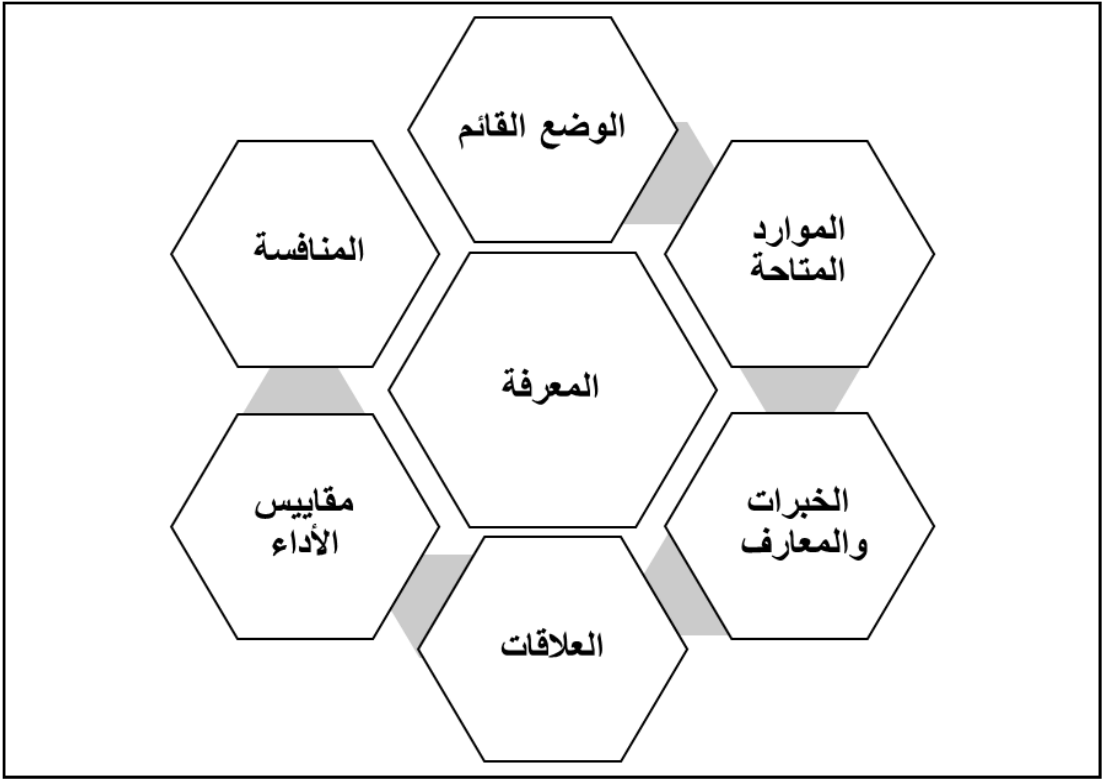 الوضع القائم
الموارد
المتاحة
المنافسة
المعرفة
الخبرات
والمعارف
مقاييس
الأداء
العلاقات